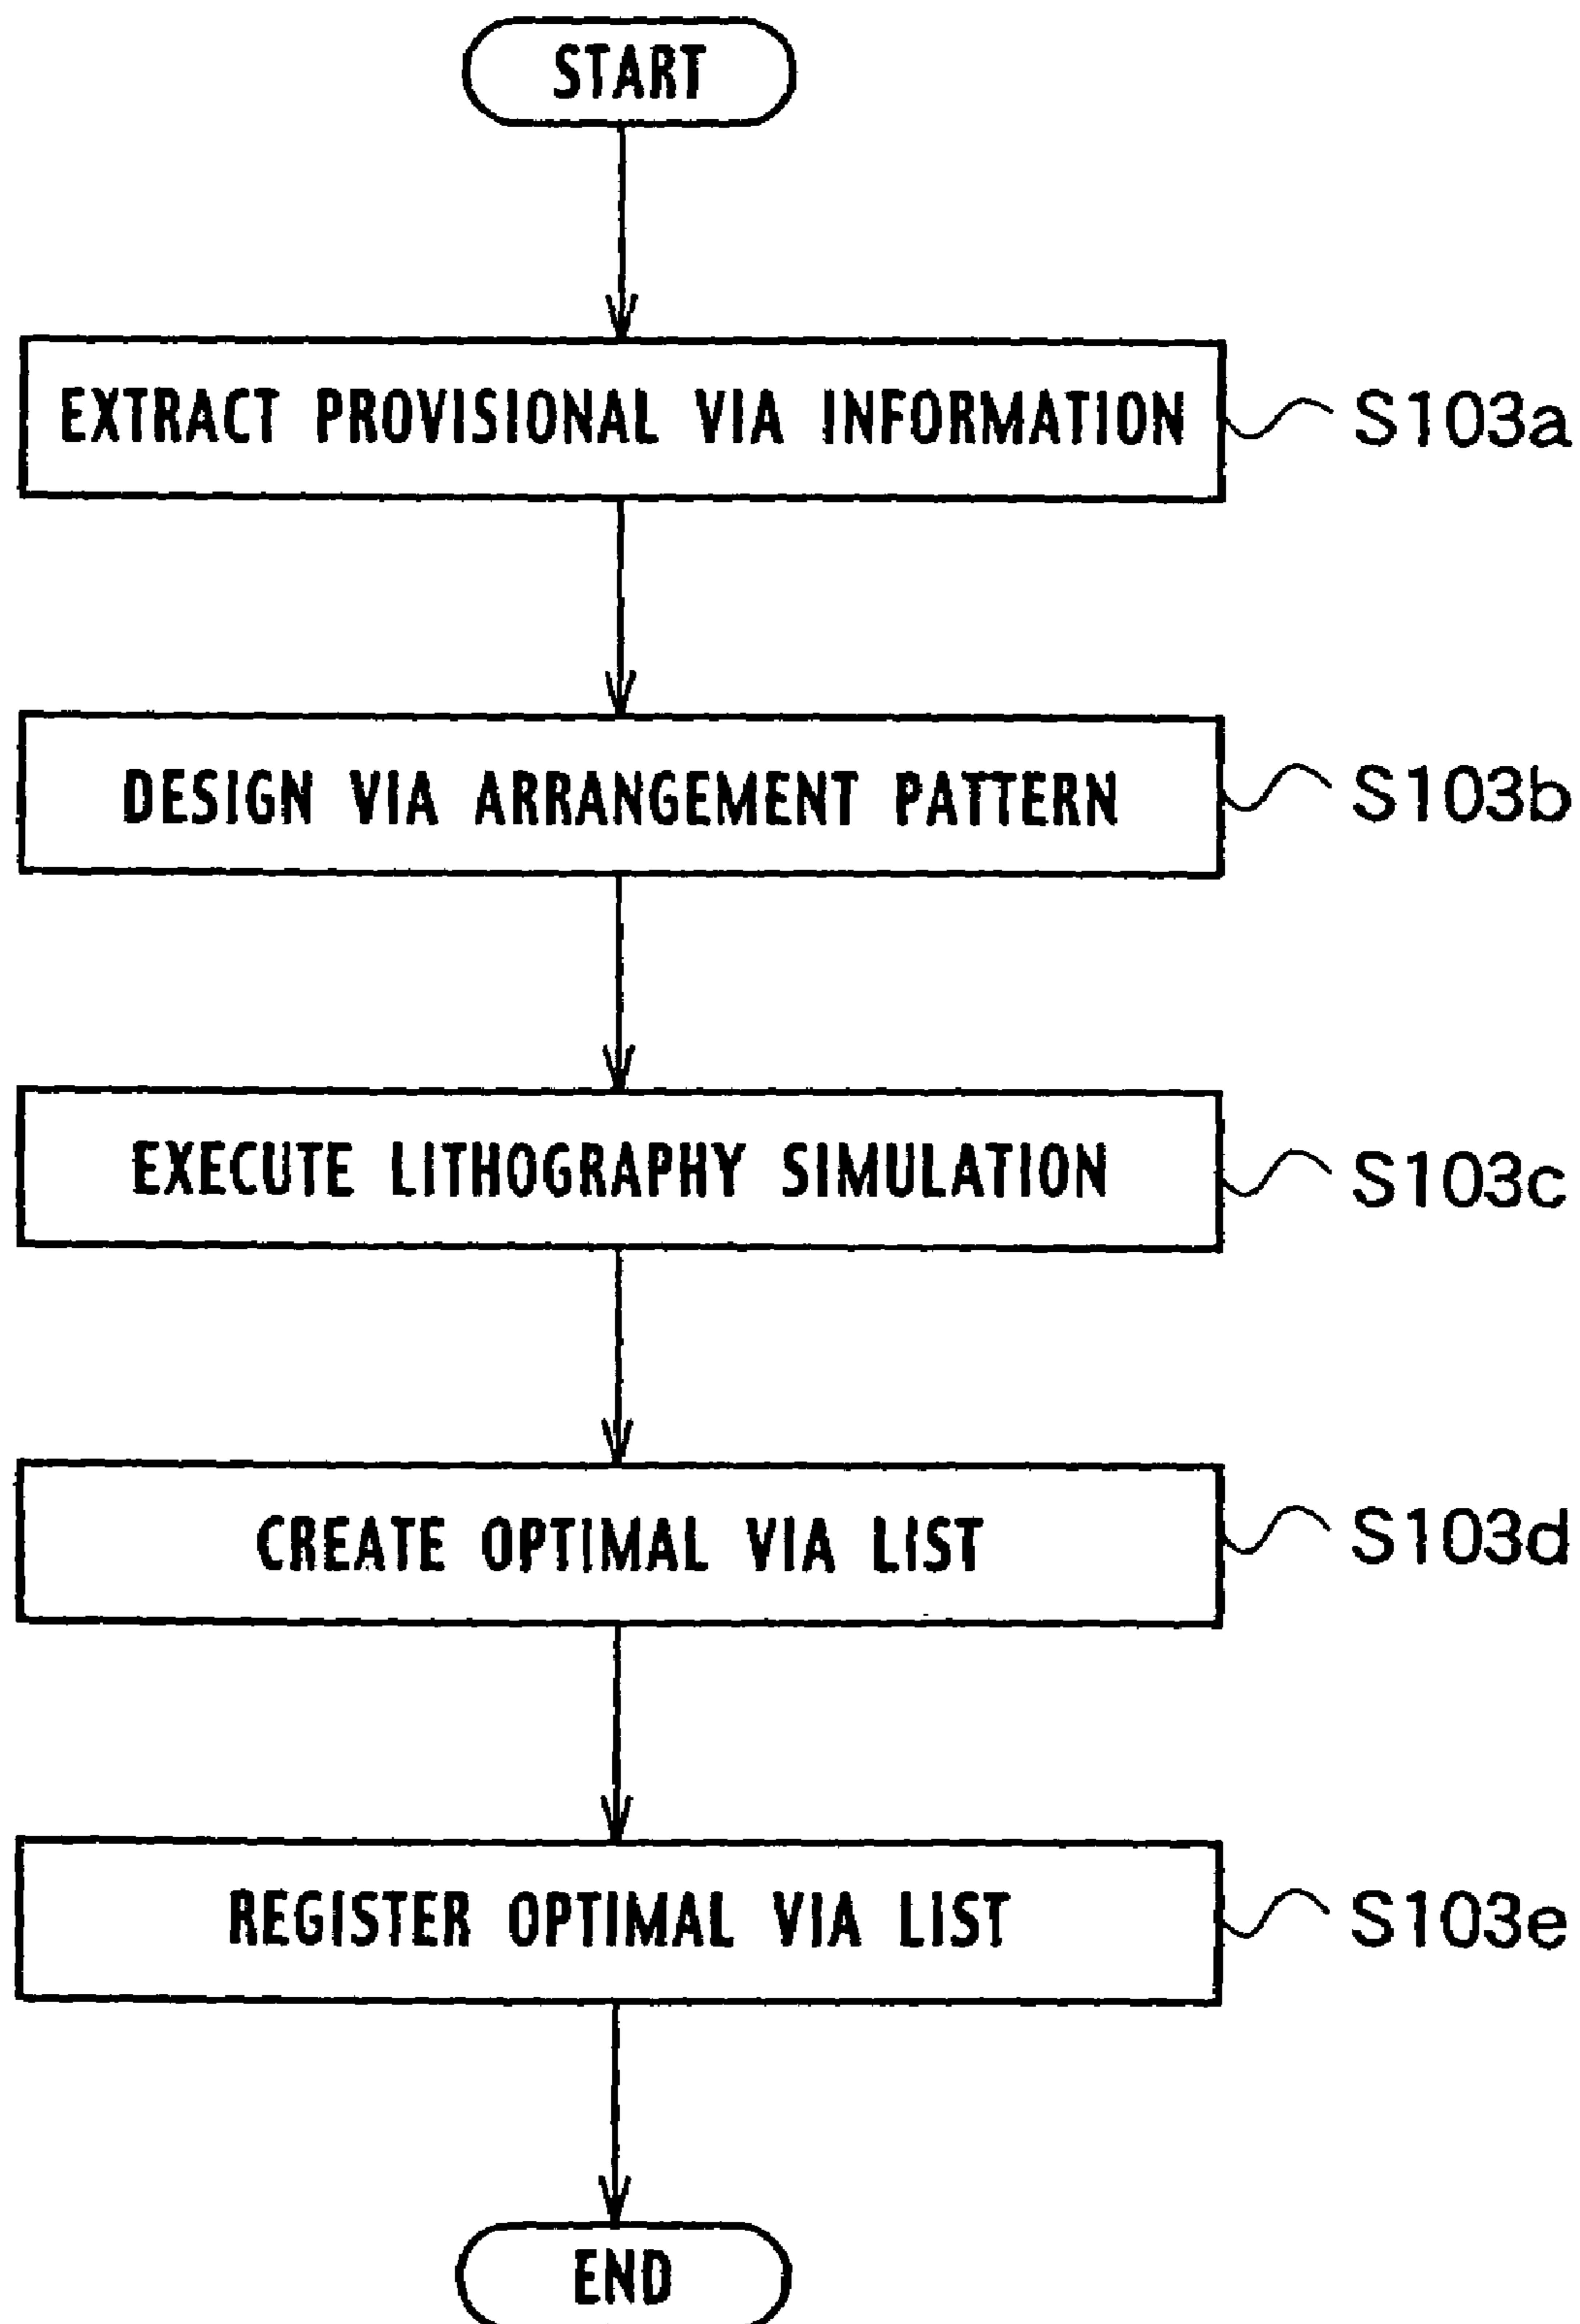 START
EXTRACT PROVISIONAL VIA INFORMATION S103a
DESIGN VIA ARRANGEMENT PATTERN S103b
EXECUTE LITHOGRAPHY SIMULATION S103c
CREATE OPTIMAL VIA LIST S103d
REGISTER OPTIMAL VIA LIST S103e
END